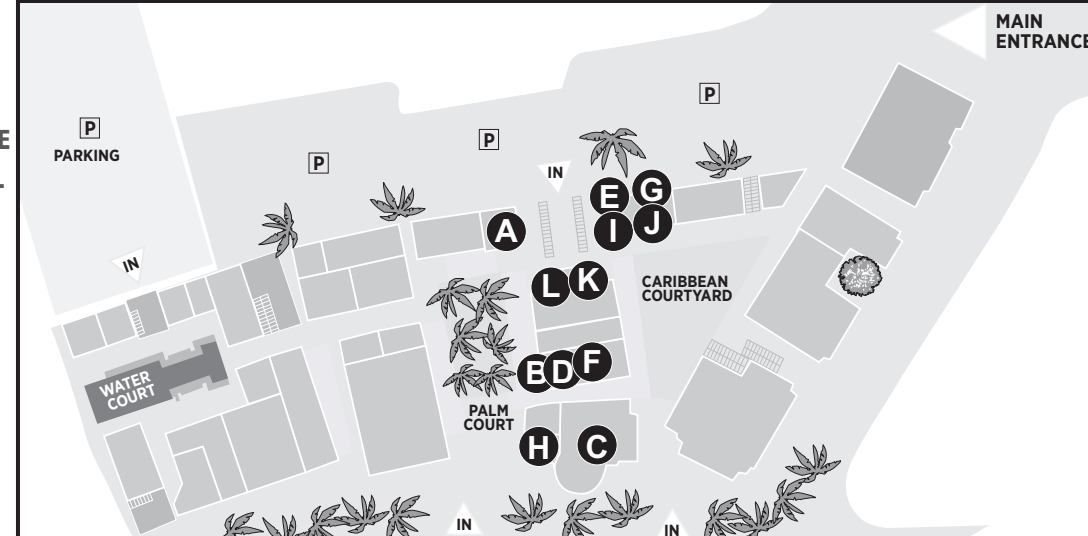 MAIN
ENTRANCE
P
P
P
P
PARKING
IN
IN
E
G
A
I
J
L
K
CARIBBEAN
COURTYARD
WATER
COURT
B
D
F
PALM
COURT
H
C
IN
IN